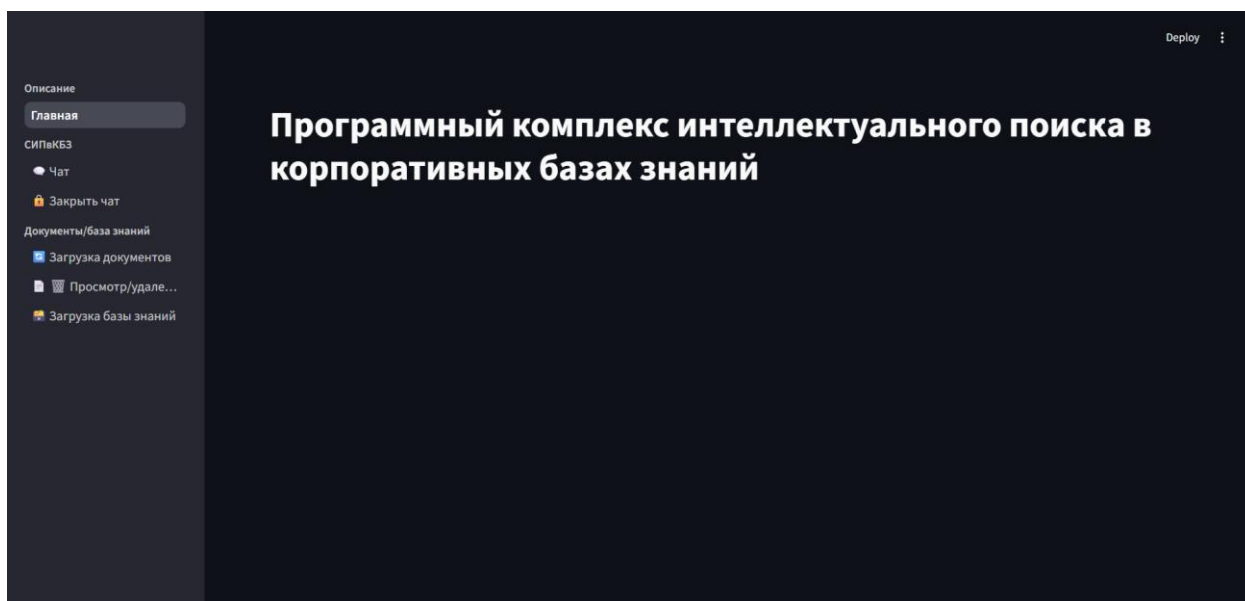 Deploy
Описание
Главная
СИПвКБЗ
Чат
Закрыть чат
Документы/база знаний
Загрузка документов
Просмотр/удале...
Загрузка базы знаний
Программный комплекс интеллектуального поиска в
корпоративных базах знаний